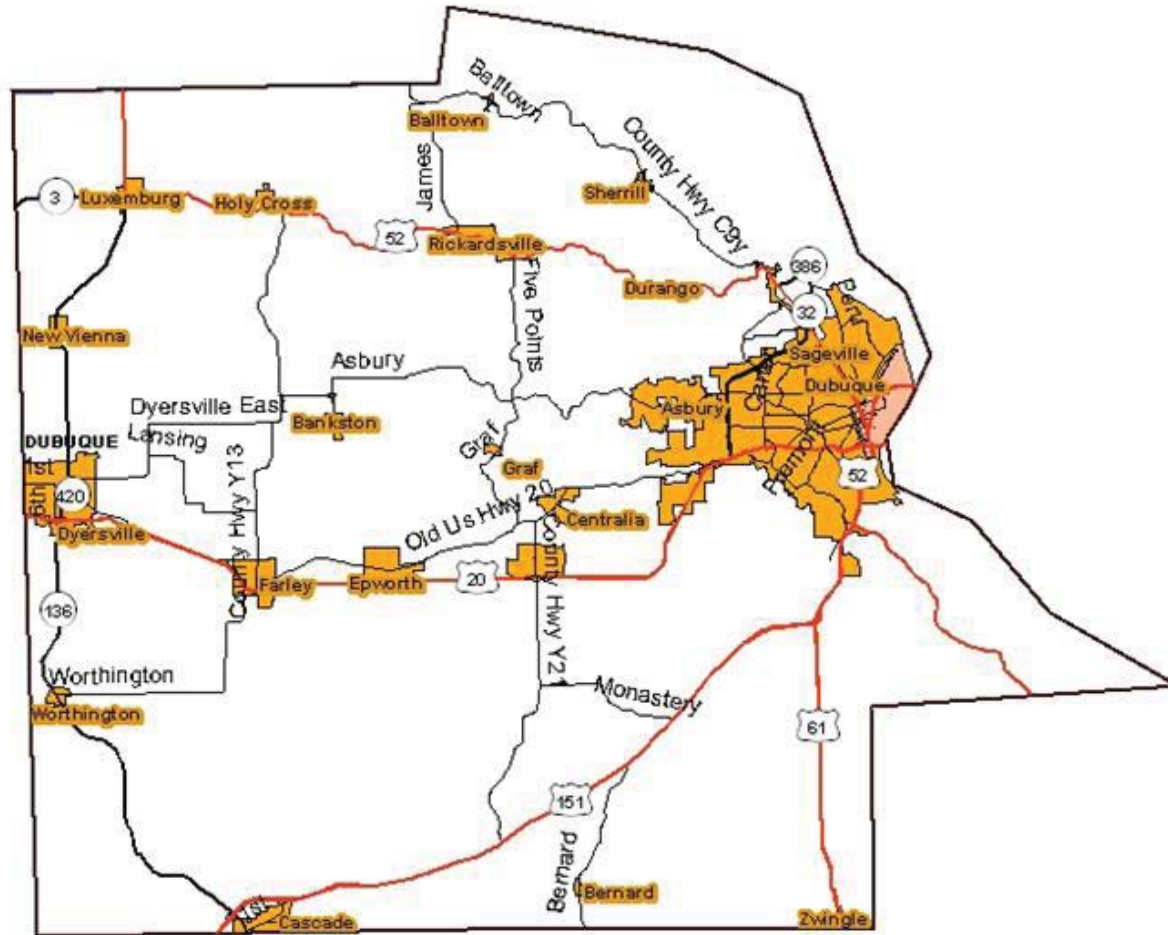 Balltown
Balltown
County Hwy C9y
James
Sherrill
3
Luxemburg
Holy Cross
52
Rickardsville
Five Points
Durango
386
Peru
32
New Vienna
Sageville
Asbury
Dubuque
Dyersville East
Asbury
Bankston
Lansing
DUBUQUE
Graf
Graf
1st
6th
420
County Hwy Y13
52
Old Us Hwy 20
Centralia
Dyersville
Farley
Epworth
20
County Hwy Y21
136
Worthington
Monastery
Worthington
61
151
Bernard
Bernard
1st
Cascade
Zwingle